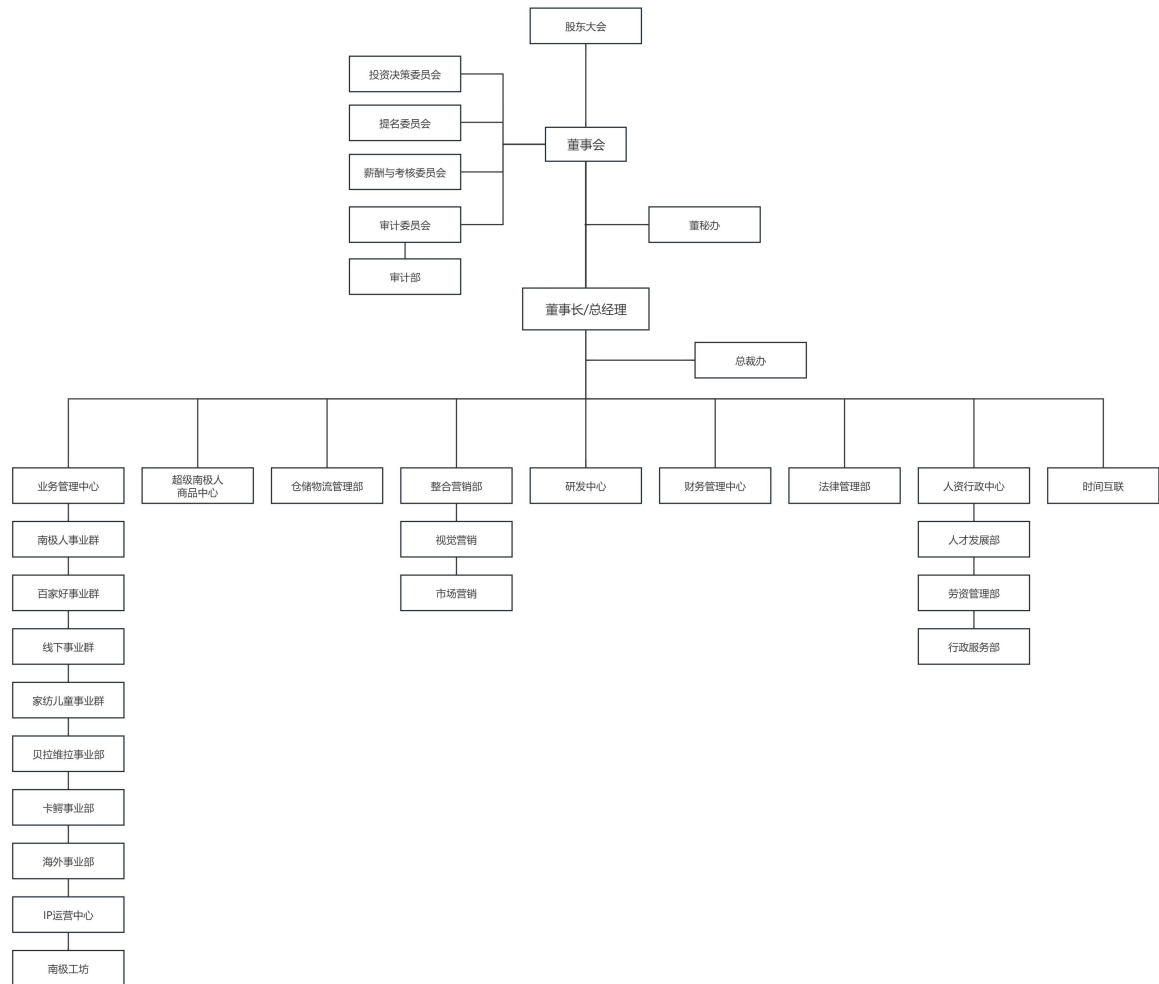 股东大会
投资决策委员会
提名委员会
董事会
薪酬与考核委员会
审计委员会
董秘办
审计部
董事长/总经理
总裁办
业务管理中心
超级南极人
商品中心
仓储物流管理部
整合营销部
研发中心
财务管理中心
法律管理部
人资行政中心
时间互联
南极人事业群
视觉营销
人才发展部
百家好事业群
市场营销
劳资管理部
线下事业群
行政服务部
家纺儿童事业群
贝拉维拉事业部
卡鳄事业部
海外事业部
IP运营中心
南极工坊